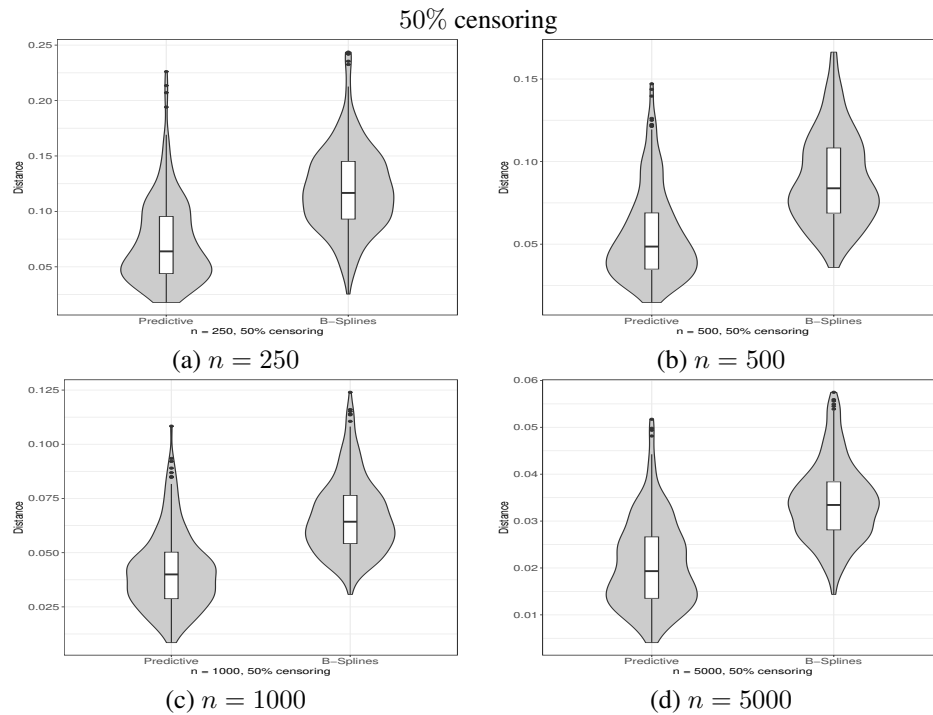 50% censoring
0.25
0.20
0.15
0.10
0.05
Distance
Predictive B−Splines
n = 250, 50% censoring
(a) n = 250
0.15
0.10
0.05
Distance
Predictive B−Splines
n = 500, 50% censoring
(b) n = 500
0.125
0.100
0.075
0.050
0.025
Distance
Predictive B−Splines
n = 1000, 50% censoring
(c) n = 1000
0.06
0.05
0.04
0.03
0.02
0.01
Distance
Predictive B−Splines
n = 5000, 50% censoring
(d) n = 5000